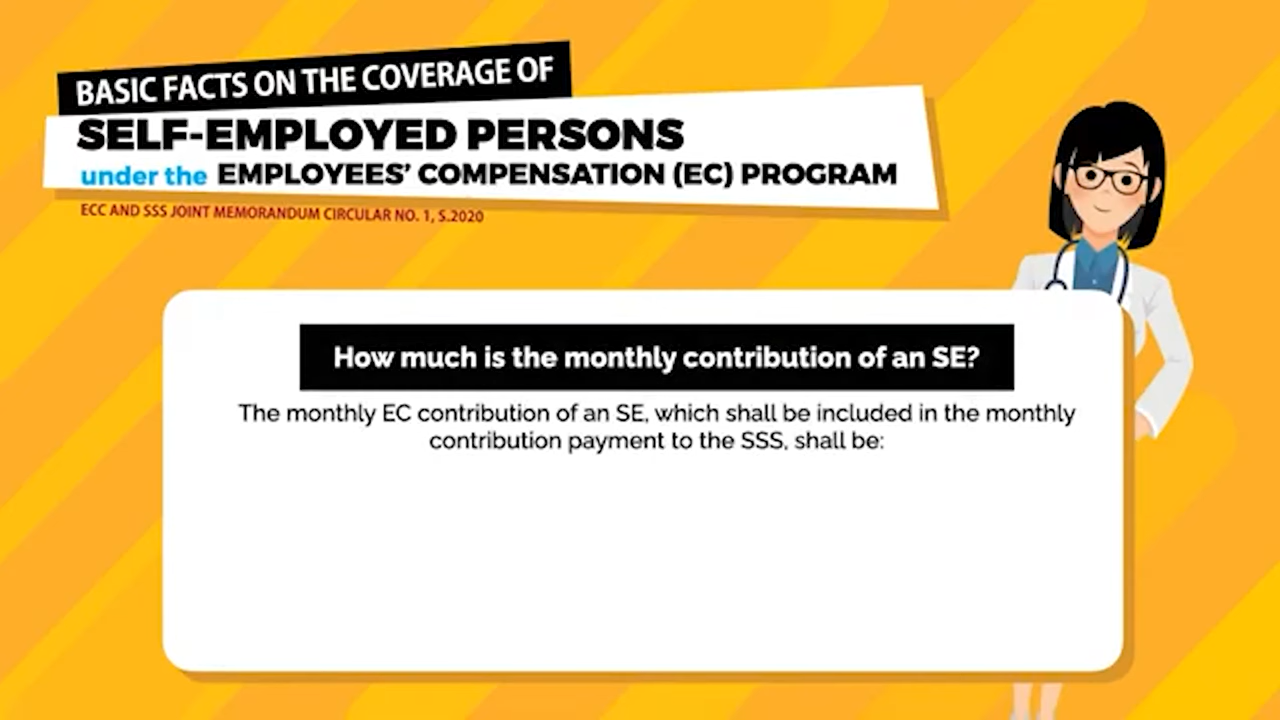 BASIC FACTS ON THE COVERAGE OF
SELF-EMPLOYED PERSONS
under the EMPLOYEES' COMPENSATION (EC) PROGRAM
ECC AND SSS JOINT MEMORANDUM CIRCULAR NO. 1, S.2020
How much is the monthly contribution of an SE?
The monthly EC contribution of an SE, which shall be included in the monthly
contribution payment to the SSS, shall be: